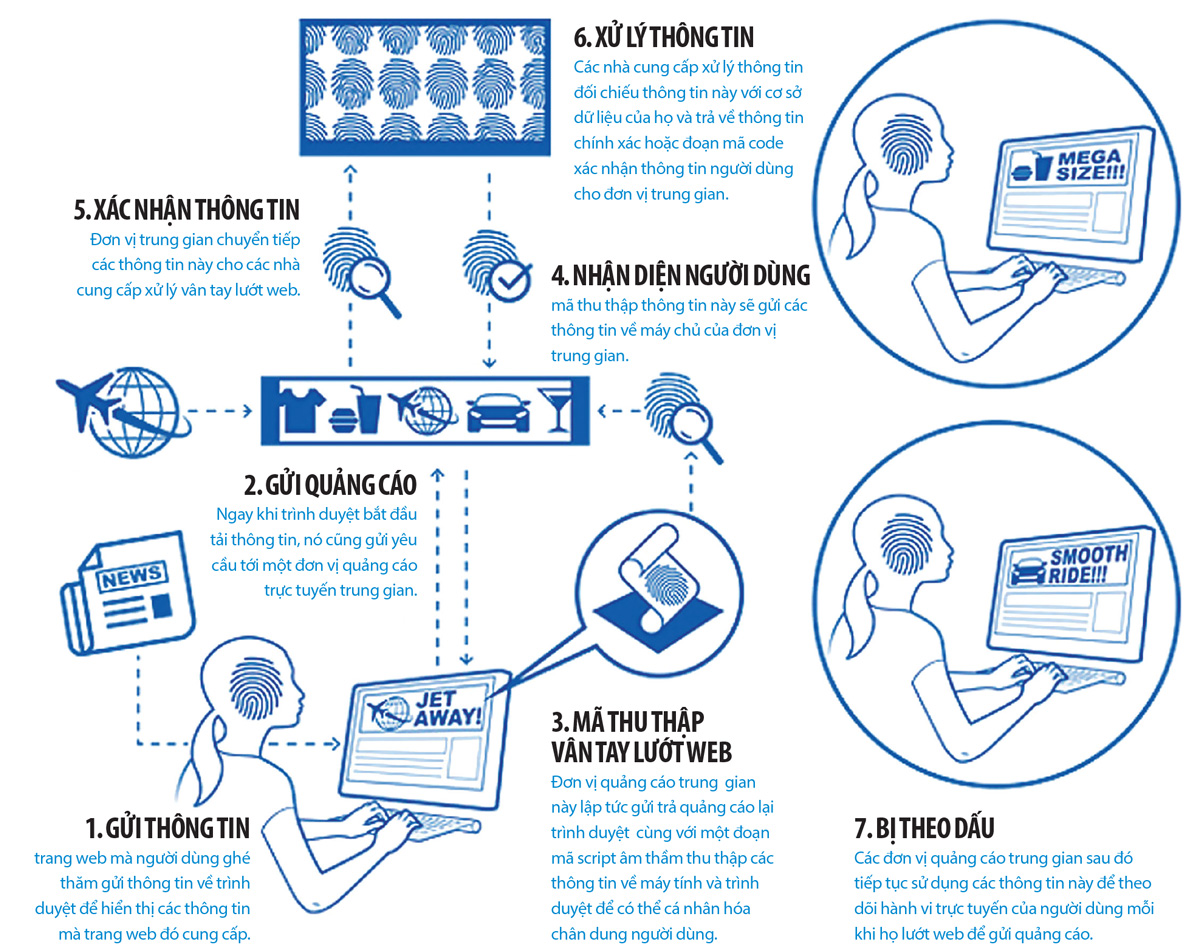 6. XỬ LÝ THÔNG TIN
Các nhà cung cấp xử lý thông tin
đối chiếu thông tin này với cơ sở
dữ liệu của họ và trả về thông tin
chính xác hoặc đoạn mã code
xác nhận thông tin người dùng
cho đơn vị trung gian.
MEGA
SIZE!!!
5. XÁC NHẬN THÔNG TIN
Đơn vị trung gian chuyển tiếp
các thông tin này cho các nhà
cung cấp xử lý vân tay lướt web.
4. NHẬN DIỆN NGƯỜI DÙNG
mã thu thập thông tin này sẽ gửi các
thông tin về máy chủ của đơn vị
trung gian.
2. GỬI QUẢNG CÁO
Ngay khi trình duyệt bắt đầu
tải thông tin, nó cũng gửi yêu
cầu tới một đơn vị quảng cáo
trực tuyến trung gian.
NEWS
SMOOTH
RIDE!!!
JET
AWAY!
3. MÃ THU THẬP
VÂN TAY LƯỚT WEB
Đơn vị quảng cáo trung gian
này lập tức gửi trả quảng cáo lại
trình duyệt cùng với một đoạn
mã script âm thầm thu thập các
thông tin về máy tính và trình
duyệt để có thể cá nhân hóa
chân dung người dùng.
1. GỬI THÔNG TIN
trang web mà người dùng ghé
thăm gửi thông tin về trình
duyệt để hiển thị các thông tin
mà trang web đó cung cấp.
7. BỊ THEO DẤU
Các đơn vị quảng cáo trung gian sau đó
tiếp tục sử dụng các thông tin này để theo
dõi hành vi trực tuyến của người dùng mỗi
khi họ lướt web để gửi quảng cáo.